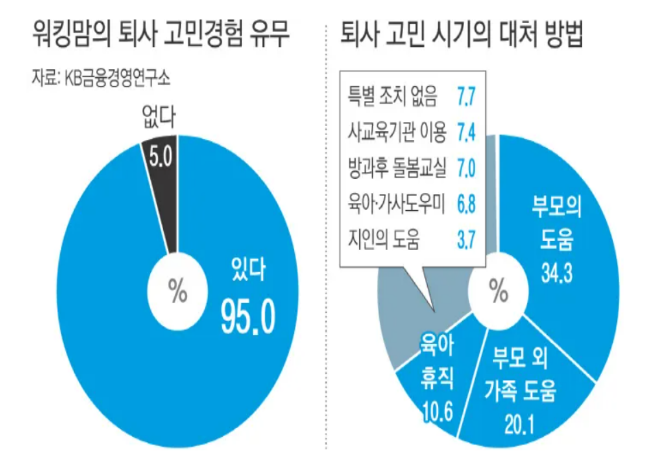 워킹맘의 퇴사 고민경험 유무
자료: KB금융경영연구소
없다
5.0
있다
95.0
%
퇴사 고민 시기의 대처 방법
특별 조치 없음 7.7
사교육기관 이용 7.4
방과후 돌봄교실 7.0
육아·가사도우미 6.8
지인의 도움 3.7
부모의
도움
34.3
%
육아
휴직
10.6
부모 외
가족 도움
20.1